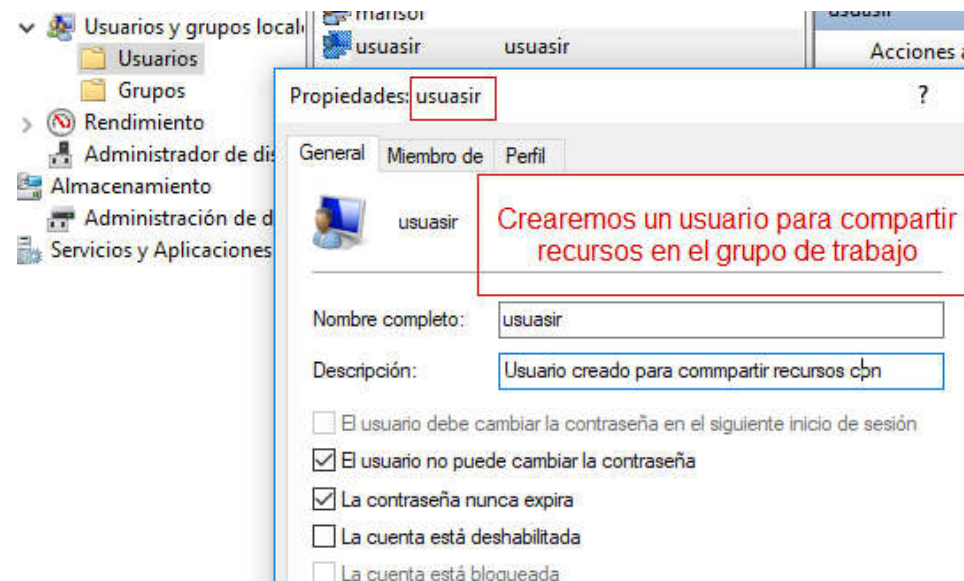 Usuarios y grupos local
Usuarios
Grupos
Rendimiento
Administrador de dis
Almacenamiento
Administración de d
Servicios y Aplicaciones
marisol
usuasir usuasir
usuasir
Acciones a
Propiedades: usuasir ?
General Miembro de Perfil
usuasir
Crearemos un usuario para compartir
recursos en el grupo de trabajo
Nombre completo: usuasir
Descripción: Usuario creado para commpartir recursos con
El usuario debe cambiar la contraseña en el siguiente inicio de sesión
El usuario no puede cambiar la contraseña
La contraseña nunca expira
La cuenta está deshabilitada
La cuenta está bloqueada